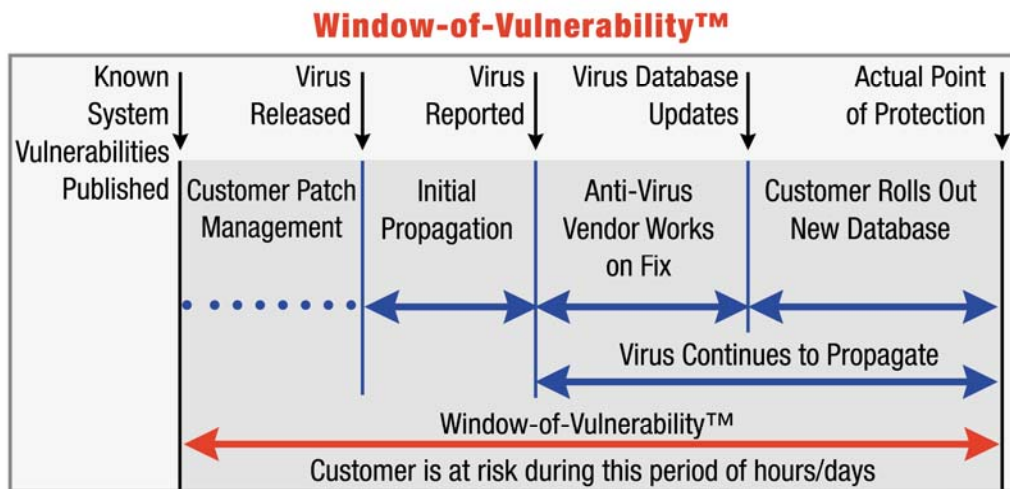 Window-of-Vulnerability™
Known
System
Vulnerabilities
Published
Virus
Released
Virus
Reported
Virus Database
Updates
Actual Point
of Protection
Customer Patch
Management
Initial
Propagation
Anti-Virus
Vendor Works
on Fix
Customer Rolls Out
New Database
Virus Continues to Propagate
Window-of-Vulnerability™
Customer is at risk during this period of hours/days